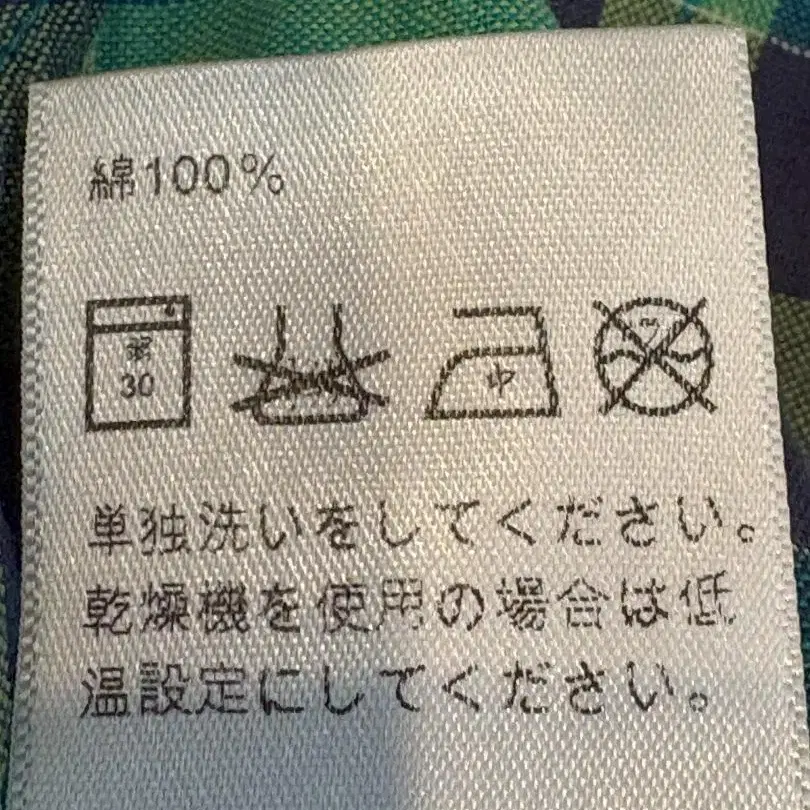 綿100%
弱
30
中
単独洗いをしてください。
乾燥機を使用の場合は低
温設定にしてください。